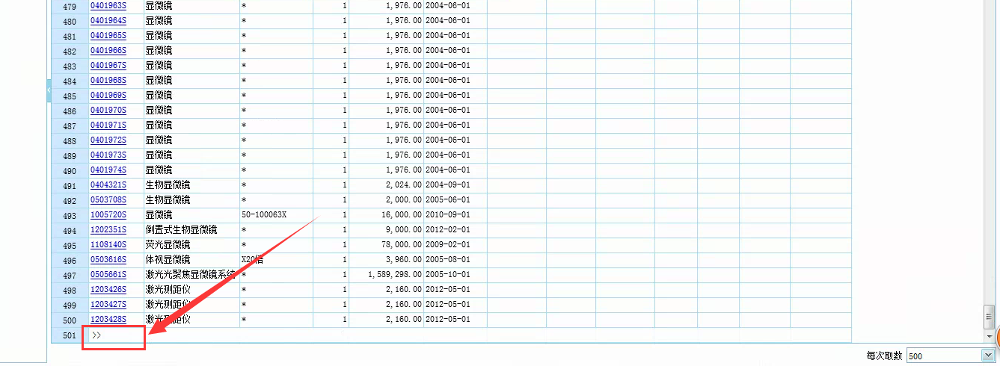 479 0401963S 显微镜 * 1 1,976.00 2004-06-01
480 0401964S 显微镜 * 1 1,976.00 2004-06-01
481 0401965S 显微镜 * 1 1,976.00 2004-06-01
482 0401966S 显微镜 * 1 1,976.00 2004-06-01
483 0401967S 显微镜 * 1 1,976.00 2004-06-01
484 0401968S 显微镜 * 1 1,976.00 2004-06-01
485 0401969S 显微镜 * 1 1,976.00 2004-06-01
486 0401970S 显微镜 * 1 1,976.00 2004-06-01
487 0401971S 显微镜 * 1 1,976.00 2004-06-01
488 0401972S 显微镜 * 1 1,976.00 2004-06-01
489 0401973S 显微镜 * 1 1,976.00 2004-06-01
490 0401974S 显微镜 * 1 1,976.00 2004-06-01
491 0404321S 生物显微镜 * 1 2,024.00 2004-09-01
492 0503708S 生物显微镜 * 1 2,000.00 2005-06-01
493 1005720S 显微镜 50-100063X 1 16,000.00 2010-09-01
494 1202351S 倒置式生物显微镜 * 1 9,000.00 2012-02-01
495 1108140S 荧光显微镜 * 1 78,000.00 2009-02-01
496 0503616S 体视显微镜 X20倍 1 3,960.00 2005-08-01
497 0505661S 激光光聚焦显微镜系统 * 1 1,589,298.00 2005-10-01
498 1203426S 激光测距仪 * 1 2,160.00 2012-05-01
499 1203427S 激光测距仪 * 1 2,160.00 2012-05-01
500 1203428S 激光测距仪 * 1 2,160.00 2012-05-01
501 >>
每次取数 500